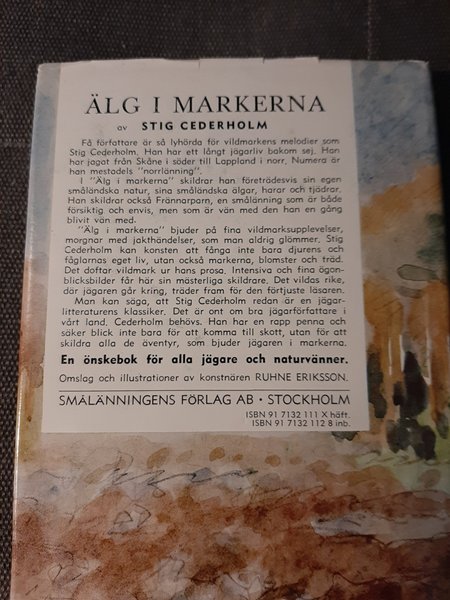 ÄLG I MARKERNA
av STIG CEDERHOLM
Få författare är så lyhörda för vildmarkens melodier som
Stig Cederholm. Han har ett långt jägarliv bakom sej. Han
har jagat från Skåne i söder till Lappland i norr, Numera är
han mestadels "norrlänning".
I "Älg i markerna" skildrar han företrädesvis sin egen
småländska natur, sina småländska älgar, harar och tjädrar.
Han skildrar också Frännarparn, en smålänning som är både
försiktig och envis, men som är vän med den han en gång
blivit vän med.
"Älg i markerna" bjuder på fina vildmarksupplevelser,
morgnar med jakthändelser, som man aldrig glömmer. Stig
Cederholm kan konsten att fånga inte bara djurens och
fåglarnas eget liv, utan också markerna, blomster och träd.
Det doftar vildmark ur hans prosa. Intensiva och fina ögon-
blicksbilder får här sin mästerlige skildrare. Det vildas rike,
där jägaren går kring, träder fram för den förtjuste läsaren.
Man kan säga, att Stig Cederholm redan är en jägar-
litteraturens klassiker. Det är ont om bra jägarförfattare i
vårt land. Cederholm behövs. Han har en rapp penna och
säker blick inte bara för att komma till skott, utan för att
skildra alla de äventyr, som bjuder jägaren i markerna.
En önskebok för alla jägare och naturvänner.
Omslag och illustrationer av konstnären RUHNE ERIKSSON.
SMÅLÄNNINGENS FÖRLAG AB • STOCKHOLM
ISBN 91 7132 111 X häft.
ISBN 91 7132 112 8 inb.